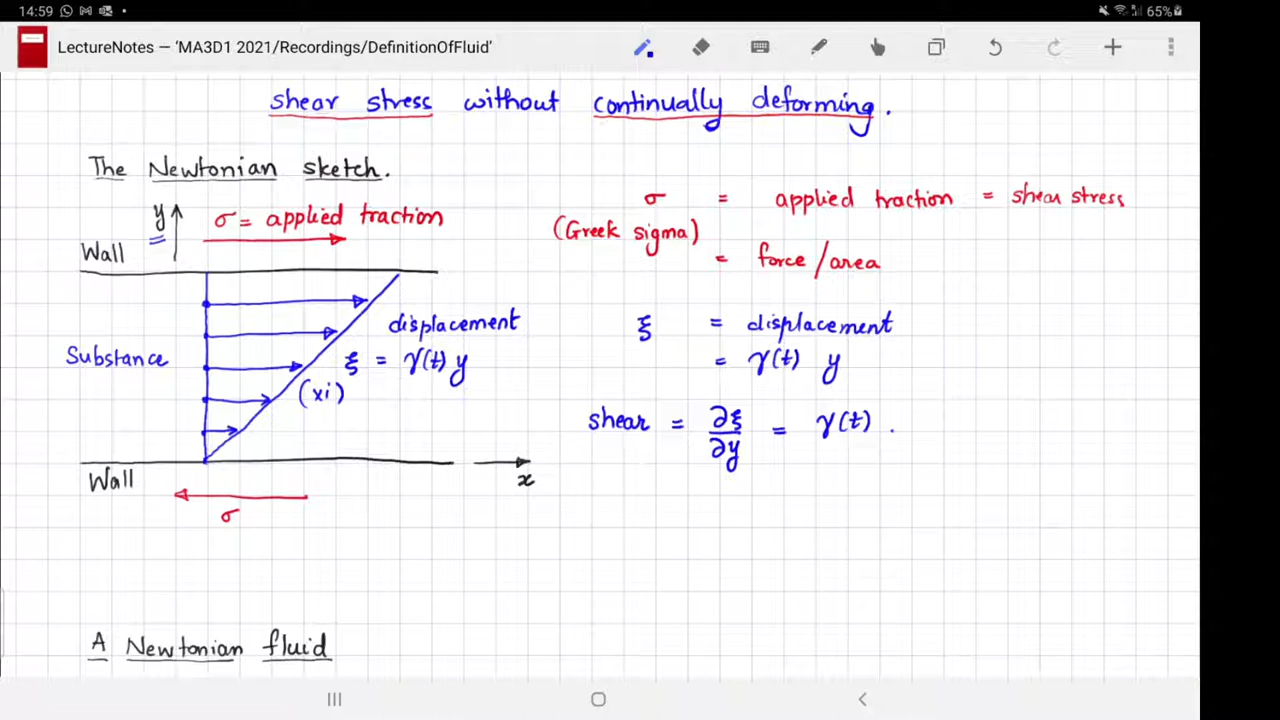 14:59
65%
LectureNotes — ‘MA3D1 2021/Recordings/DefinitionOfFluid’
shear stress without continually deforming.
The Newtonian sketch.
y
σ = applied traction
Wall
Substance
displacement
ξ = γ(t) y
(xi)
Wall
x
σ
σ = applied traction = shear stress
(Greek sigma)
= force/area
ξ = displacement
= γ(t) y
shear = ∂ξ/∂y = γ(t).
A Newtonian fluid